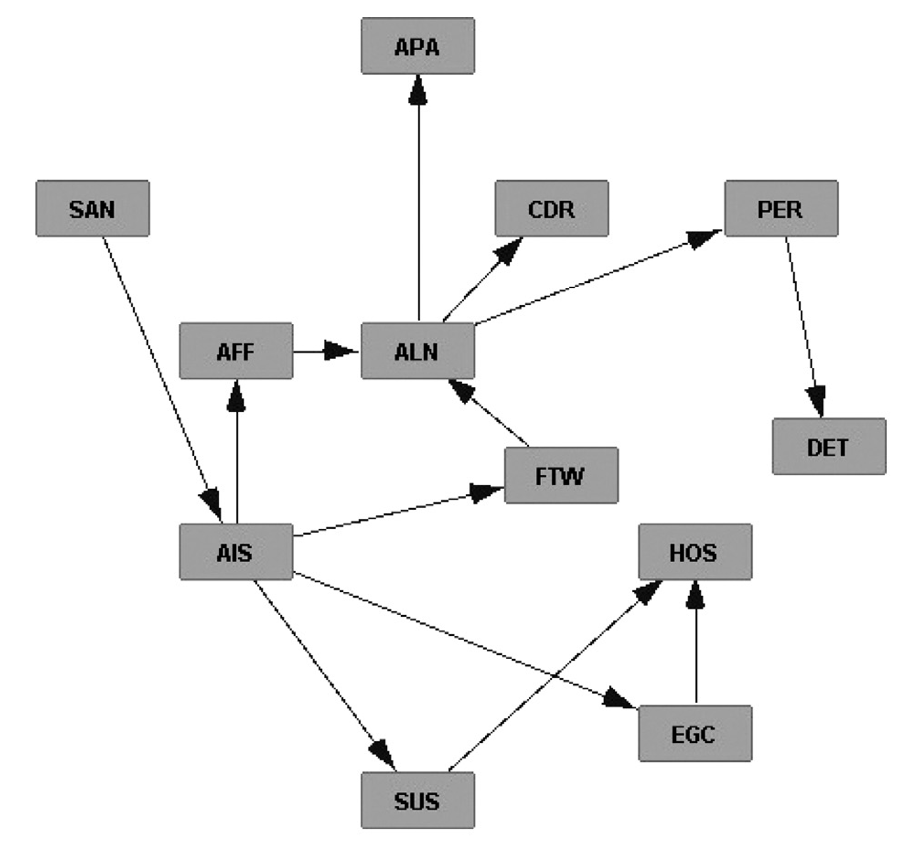 APA
SAN
CDR
PER
AFF
ALN
DET
FTW
AIS
HOS
EGC
SUS